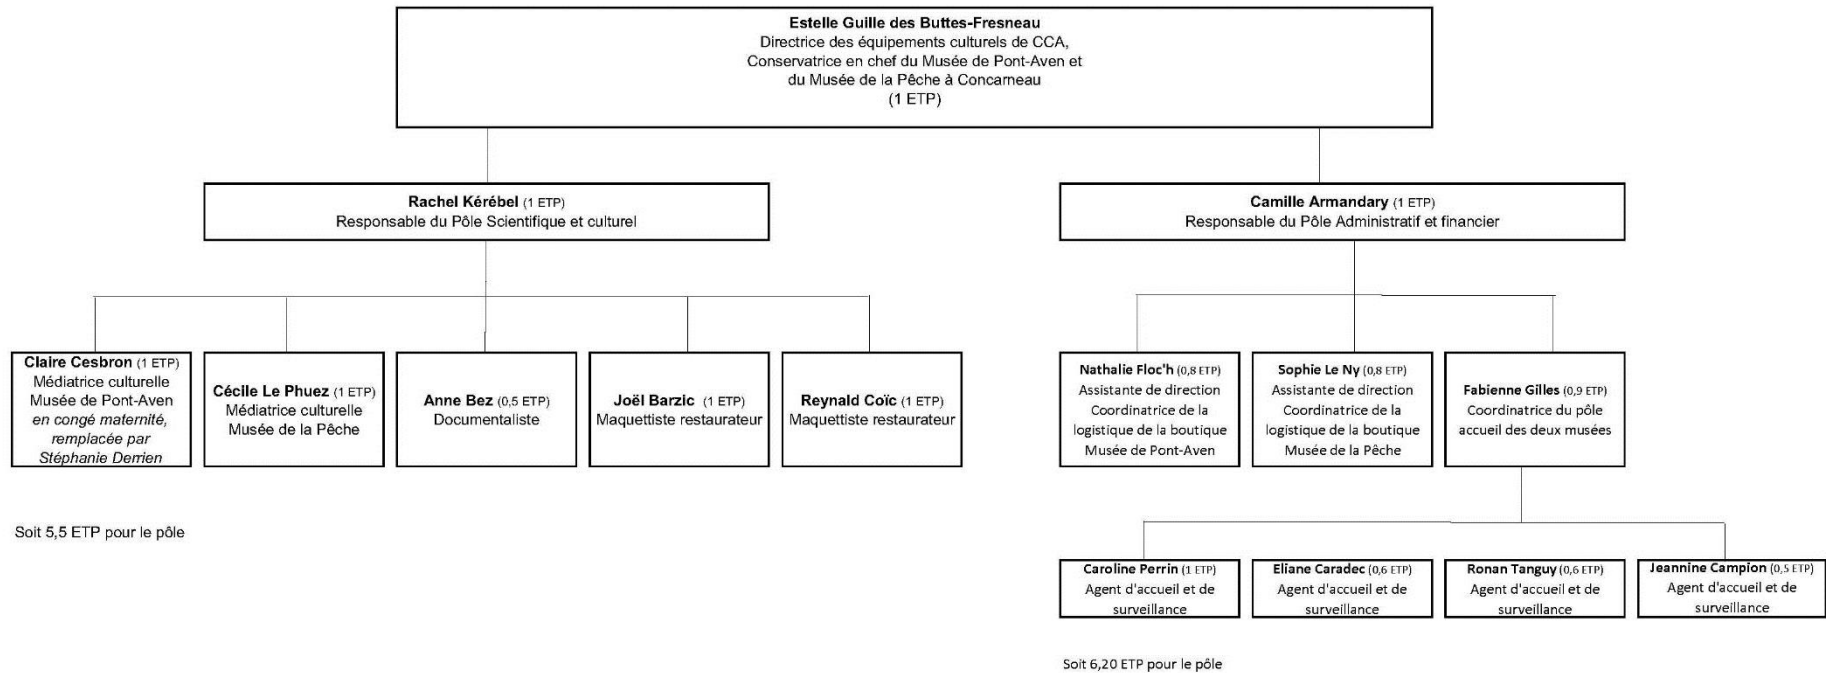 Estelle Guille des Buttes-Fresneau
Directrice des équipements culturels de CCA,
Conservatrice en chef du Musée de Pont-Aven et
du Musée de la Pêche à Concarneau
(1 ETP)
Rachel Kérébel (1 ETP)
Responsable du Pôle Scientifique et culturel
Camille Armandary (1 ETP)
Responsable du Pôle Administratif et financier
Claire Cesbron (1 ETP)
Médiatrice culturelle
Musée de Pont-Aven
en congé maternité,
remplacée par
Stéphanie Derrien
Cécile Le Phuez (1 ETP)
Médiatrice culturelle
Musée de la Pêche
Anne Bez (0,5 ETP)
Documentaliste
Joël Barzic (1 ETP)
Maquettiste restaurateur
Reynald Coïc (1 ETP)
Maquettiste restaurateur
Nathalie Floc'h (0,8 ETP)
Assistante de direction
Coordinatrice de la
logistique de la boutique
Musée de Pont-Aven
Sophie Le Ny (0,8 ETP)
Assistante de direction
Coordinatrice de la
logistique de la boutique
Musée de la Pêche
Fabienne Gilles (0,9 ETP)
Coordinatrice du pôle
accueil des deux musées
Soit 5,5 ETP pour le pôle
Caroline Perrin (1 ETP)
Agent d'accueil et de
surveillance
Eliane Caradec (0,6 ETP)
Agent d'accueil et de
surveillance
Ronan Tanguy (0,6 ETP)
Agent d'accueil et de
surveillance
Jeannine Campion (0,5 ETP)
Agent d'accueil et de
surveillance
Soit 6,20 ETP pour le pôle